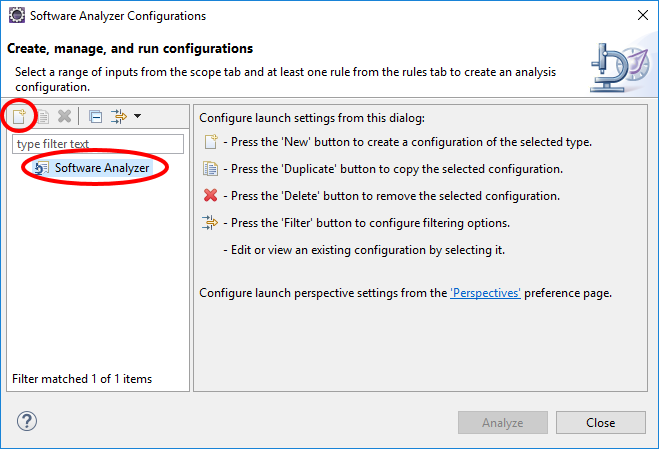 Software Analyzer Configurations
Create, manage, and run configurations
Select a range of inputs from the scope tab and at least one rule from the rules tab to create an analysis
configuration.
type filter text
Software Analyzer
Filter matched 1 of 1 items
Configure launch settings from this dialog:
- Press the 'New' button to create a configuration of the selected type.
- Press the 'Duplicate' button to copy the selected configuration.
- Press the 'Delete' button to remove the selected configuration.
- Press the 'Filter' button to configure filtering options.
- Edit or view an existing configuration by selecting it.
Configure launch perspective settings from the 'Perspectives' preference page.
?
Analyze
Close